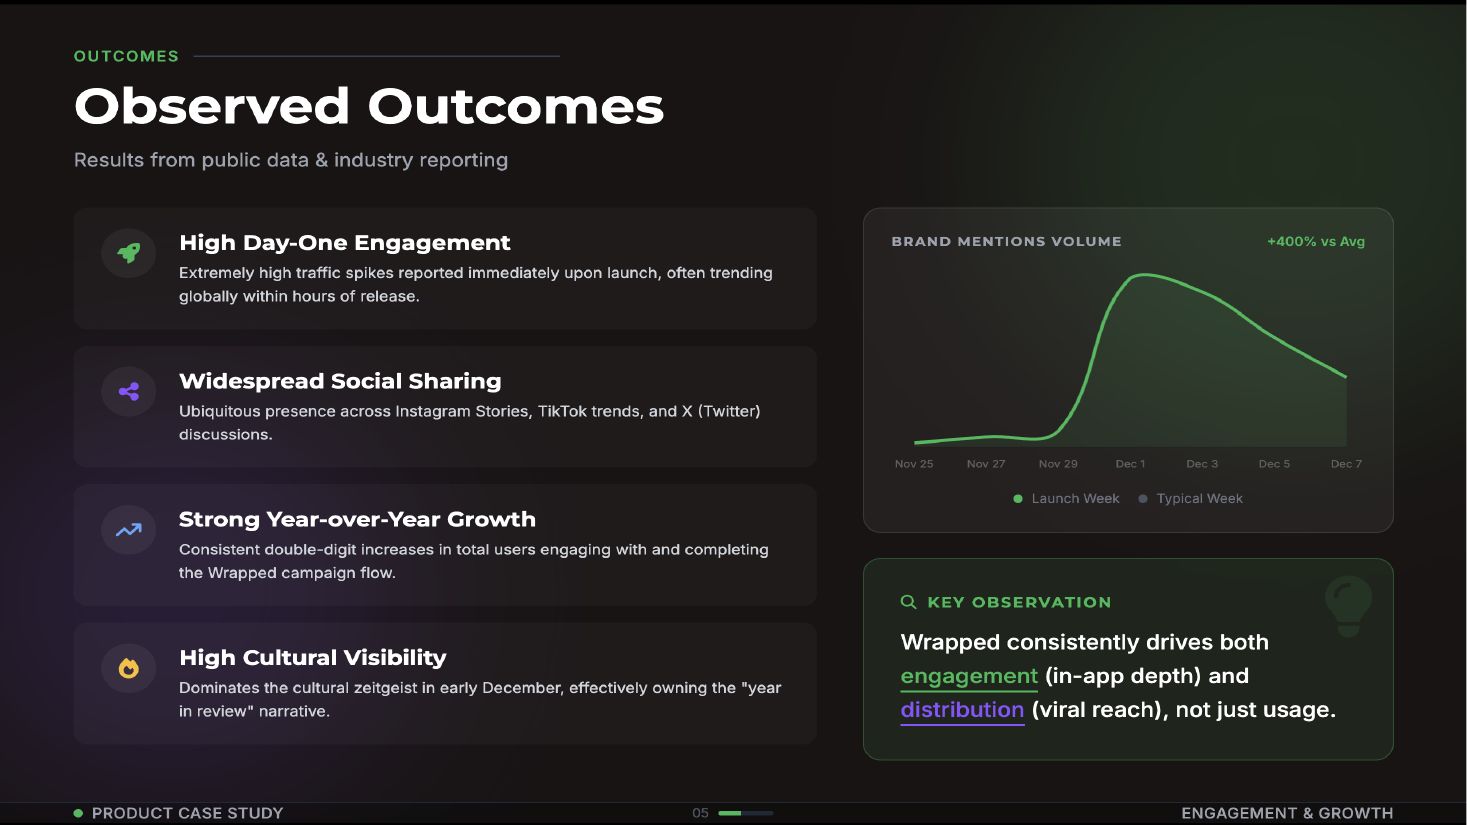 OUTCOMES
Observed Outcomes
Results from public data & industry reporting
High Day-One Engagement
Extremely high traffic spikes reported immediately upon launch, often trending
globally within hours of release.
Widespread Social Sharing
Ubiquitous presence across Instagram Stories, TikTok trends, and X (Twitter)
discussions.
Strong Year-over-Year Growth
Consistent double-digit increases in total users engaging with and completing
the Wrapped campaign flow.
High Cultural Visibility
Dominates the cultural zeitgeist in early December, effectively owning the "year
in review" narrative.
BRAND MENTIONS VOLUME
+400% vs Avg
Nov 25 Nov 27 Nov 29 Dec 1 Dec 3 Dec 5 Dec 7
Launch Week Typical Week
KEY OBSERVATION
Wrapped consistently drives both
engagement (in-app depth) and
distribution (viral reach), not just usage.
PRODUCT CASE STUDY
05
ENGAGEMENT & GROWTH